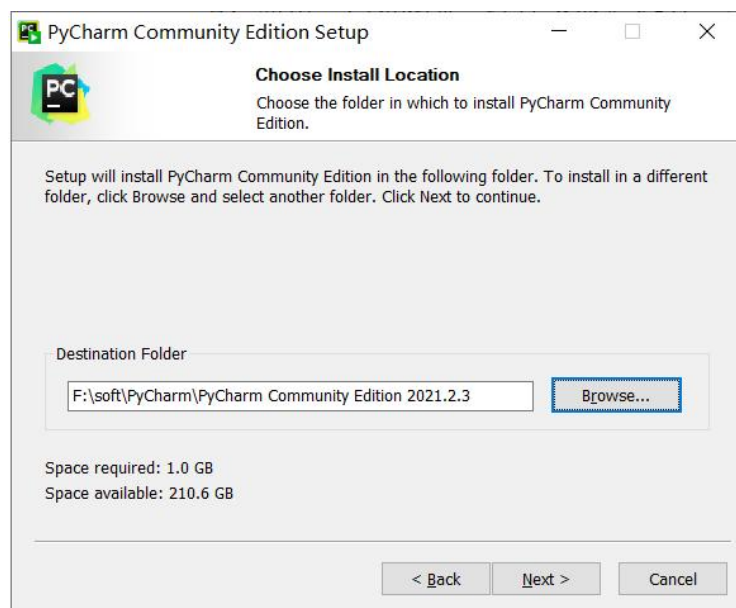 PyCharm Community Edition Setup
PC
Choose Install Location
Choose the folder in which to install PyCharm Community
Edition.
Setup will install PyCharm Community Edition in the following folder. To install in a different
folder, click Browse and select another folder. Click Next to continue.
Destination Folder
F:\soft\PyCharm\PyCharm Community Edition 2021.2.3
Browse...
Space required: 1.0 GB
Space available: 210.6 GB
< Back Next > Cancel